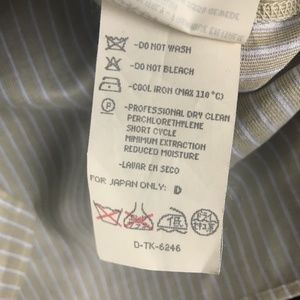 -DO NOT WASH
-DO NOT BLEACH
-COOL IRON (MAX 110°C)
P
-PROFESSIONAL DRY CLEAN
PERCHLORETHYLENE
SHORT CYCLE
MINIMUM EXTRACTION
REDUCED MOISTURE
-LAVAR EN SECO
FOR JAPAN ONLY: D
低
D-TK-6246